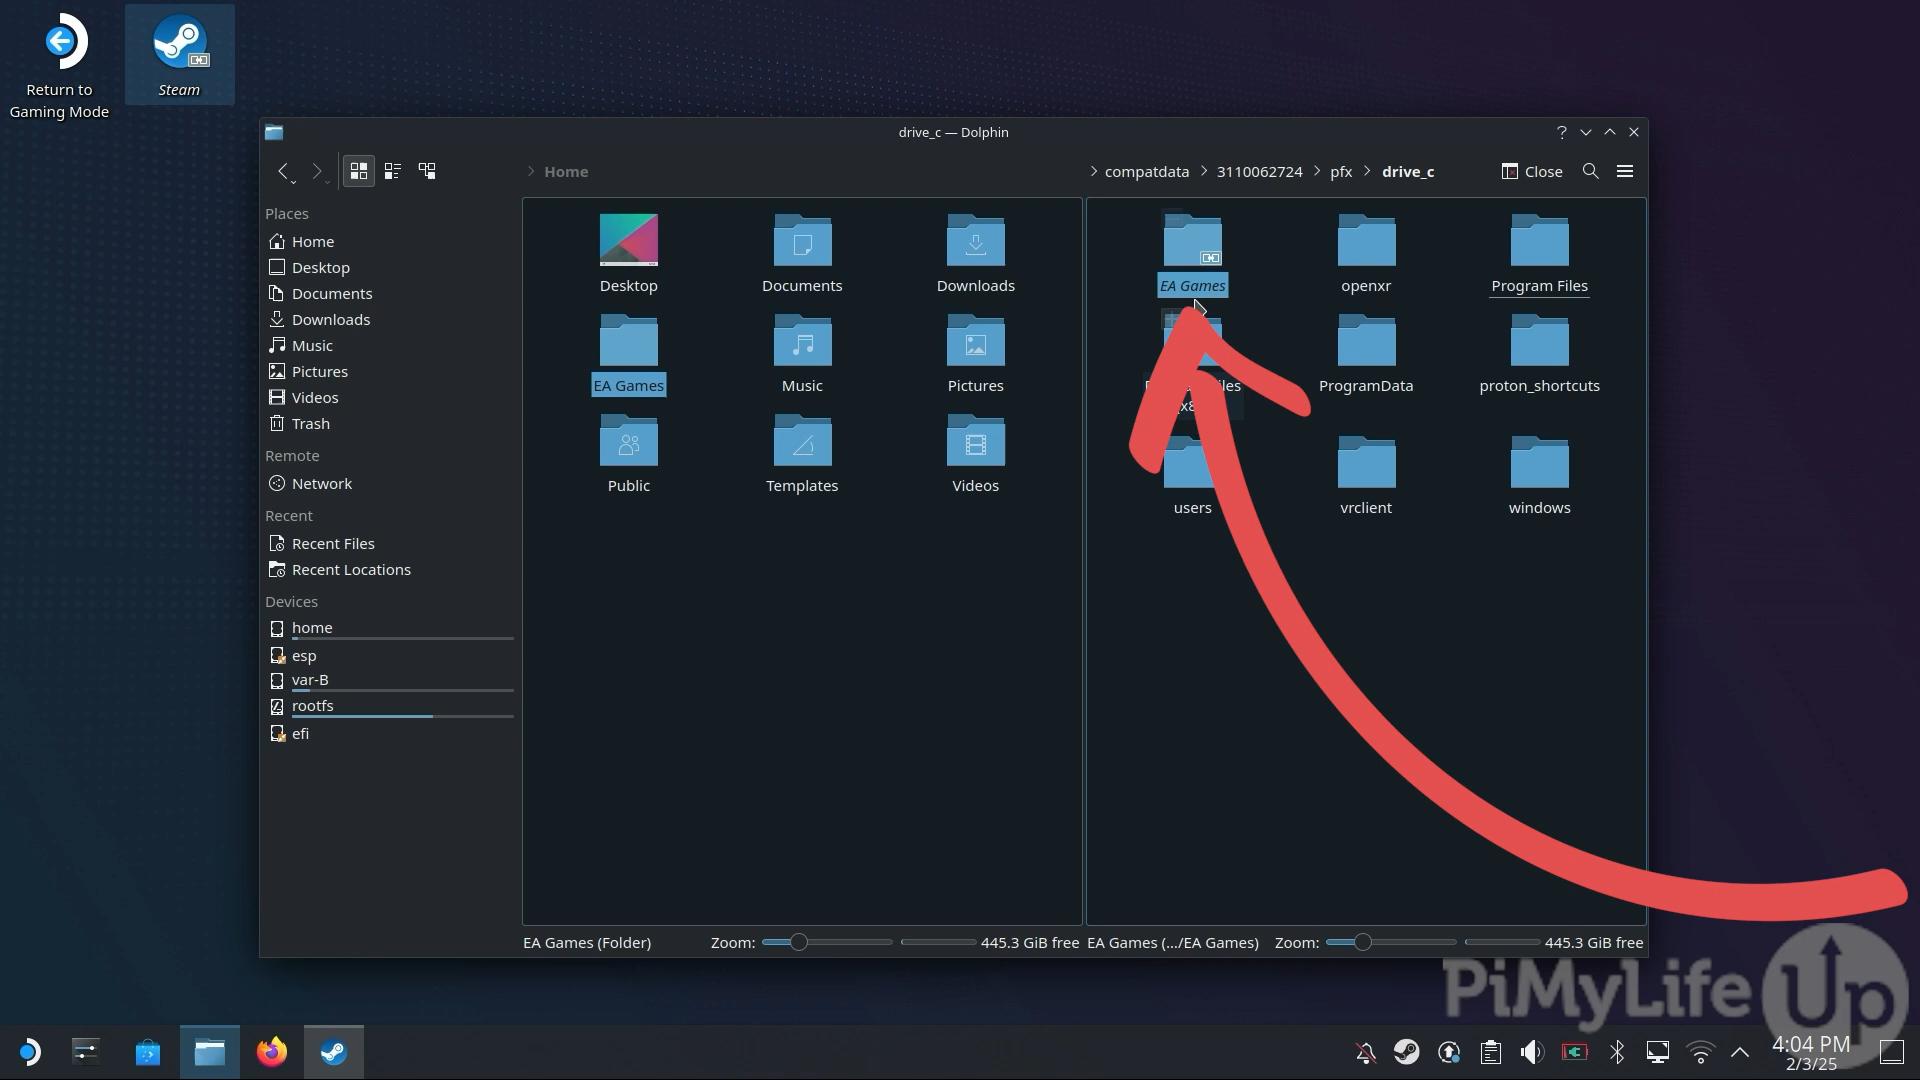 Return to
Gaming Mode
Steam
drive_c — Dolphin
Home
compatdata
3110062724
pfx
drive_c
Close
Places
Home
Desktop
Documents
Downloads
Music
Pictures
Videos
Trash
Remote
Network
Recent
Recent Files
Recent Locations
Devices
home
esp
var-B
rootfs
efi
Desktop
Documents
Downloads
EA Games
Music
Pictures
Public
Templates
Videos
EA Games
openxr
Program Files
ProgramData
proton_shortcuts
users
vrclient
windows
EA Games (Folder)
Zoom:
445.3 GiB free
EA Games (.../EA Games)
Zoom:
445.3 GiB free
PiMyLifeUp
4:04 PM
2/3/25